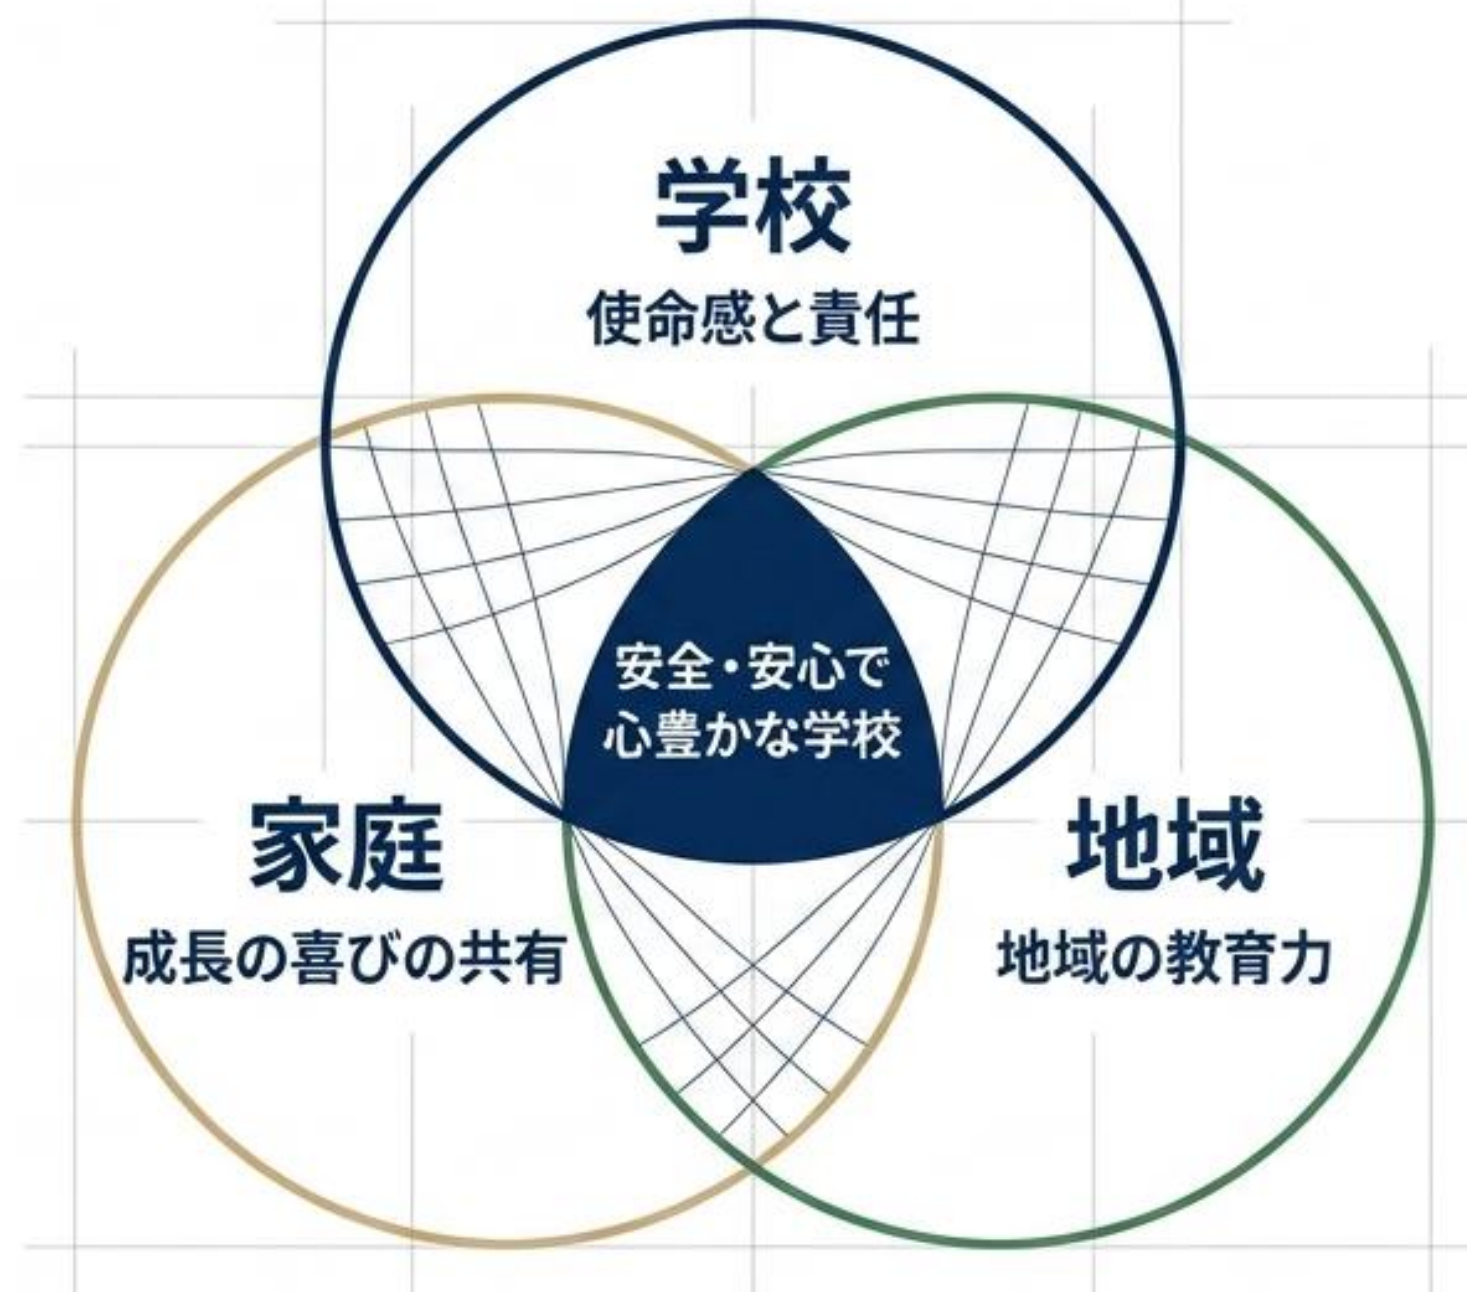 学校
使命感と責任
安全・安心で
心豊かな学校
家庭
成長の喜びの共有
地域
地域の教育力